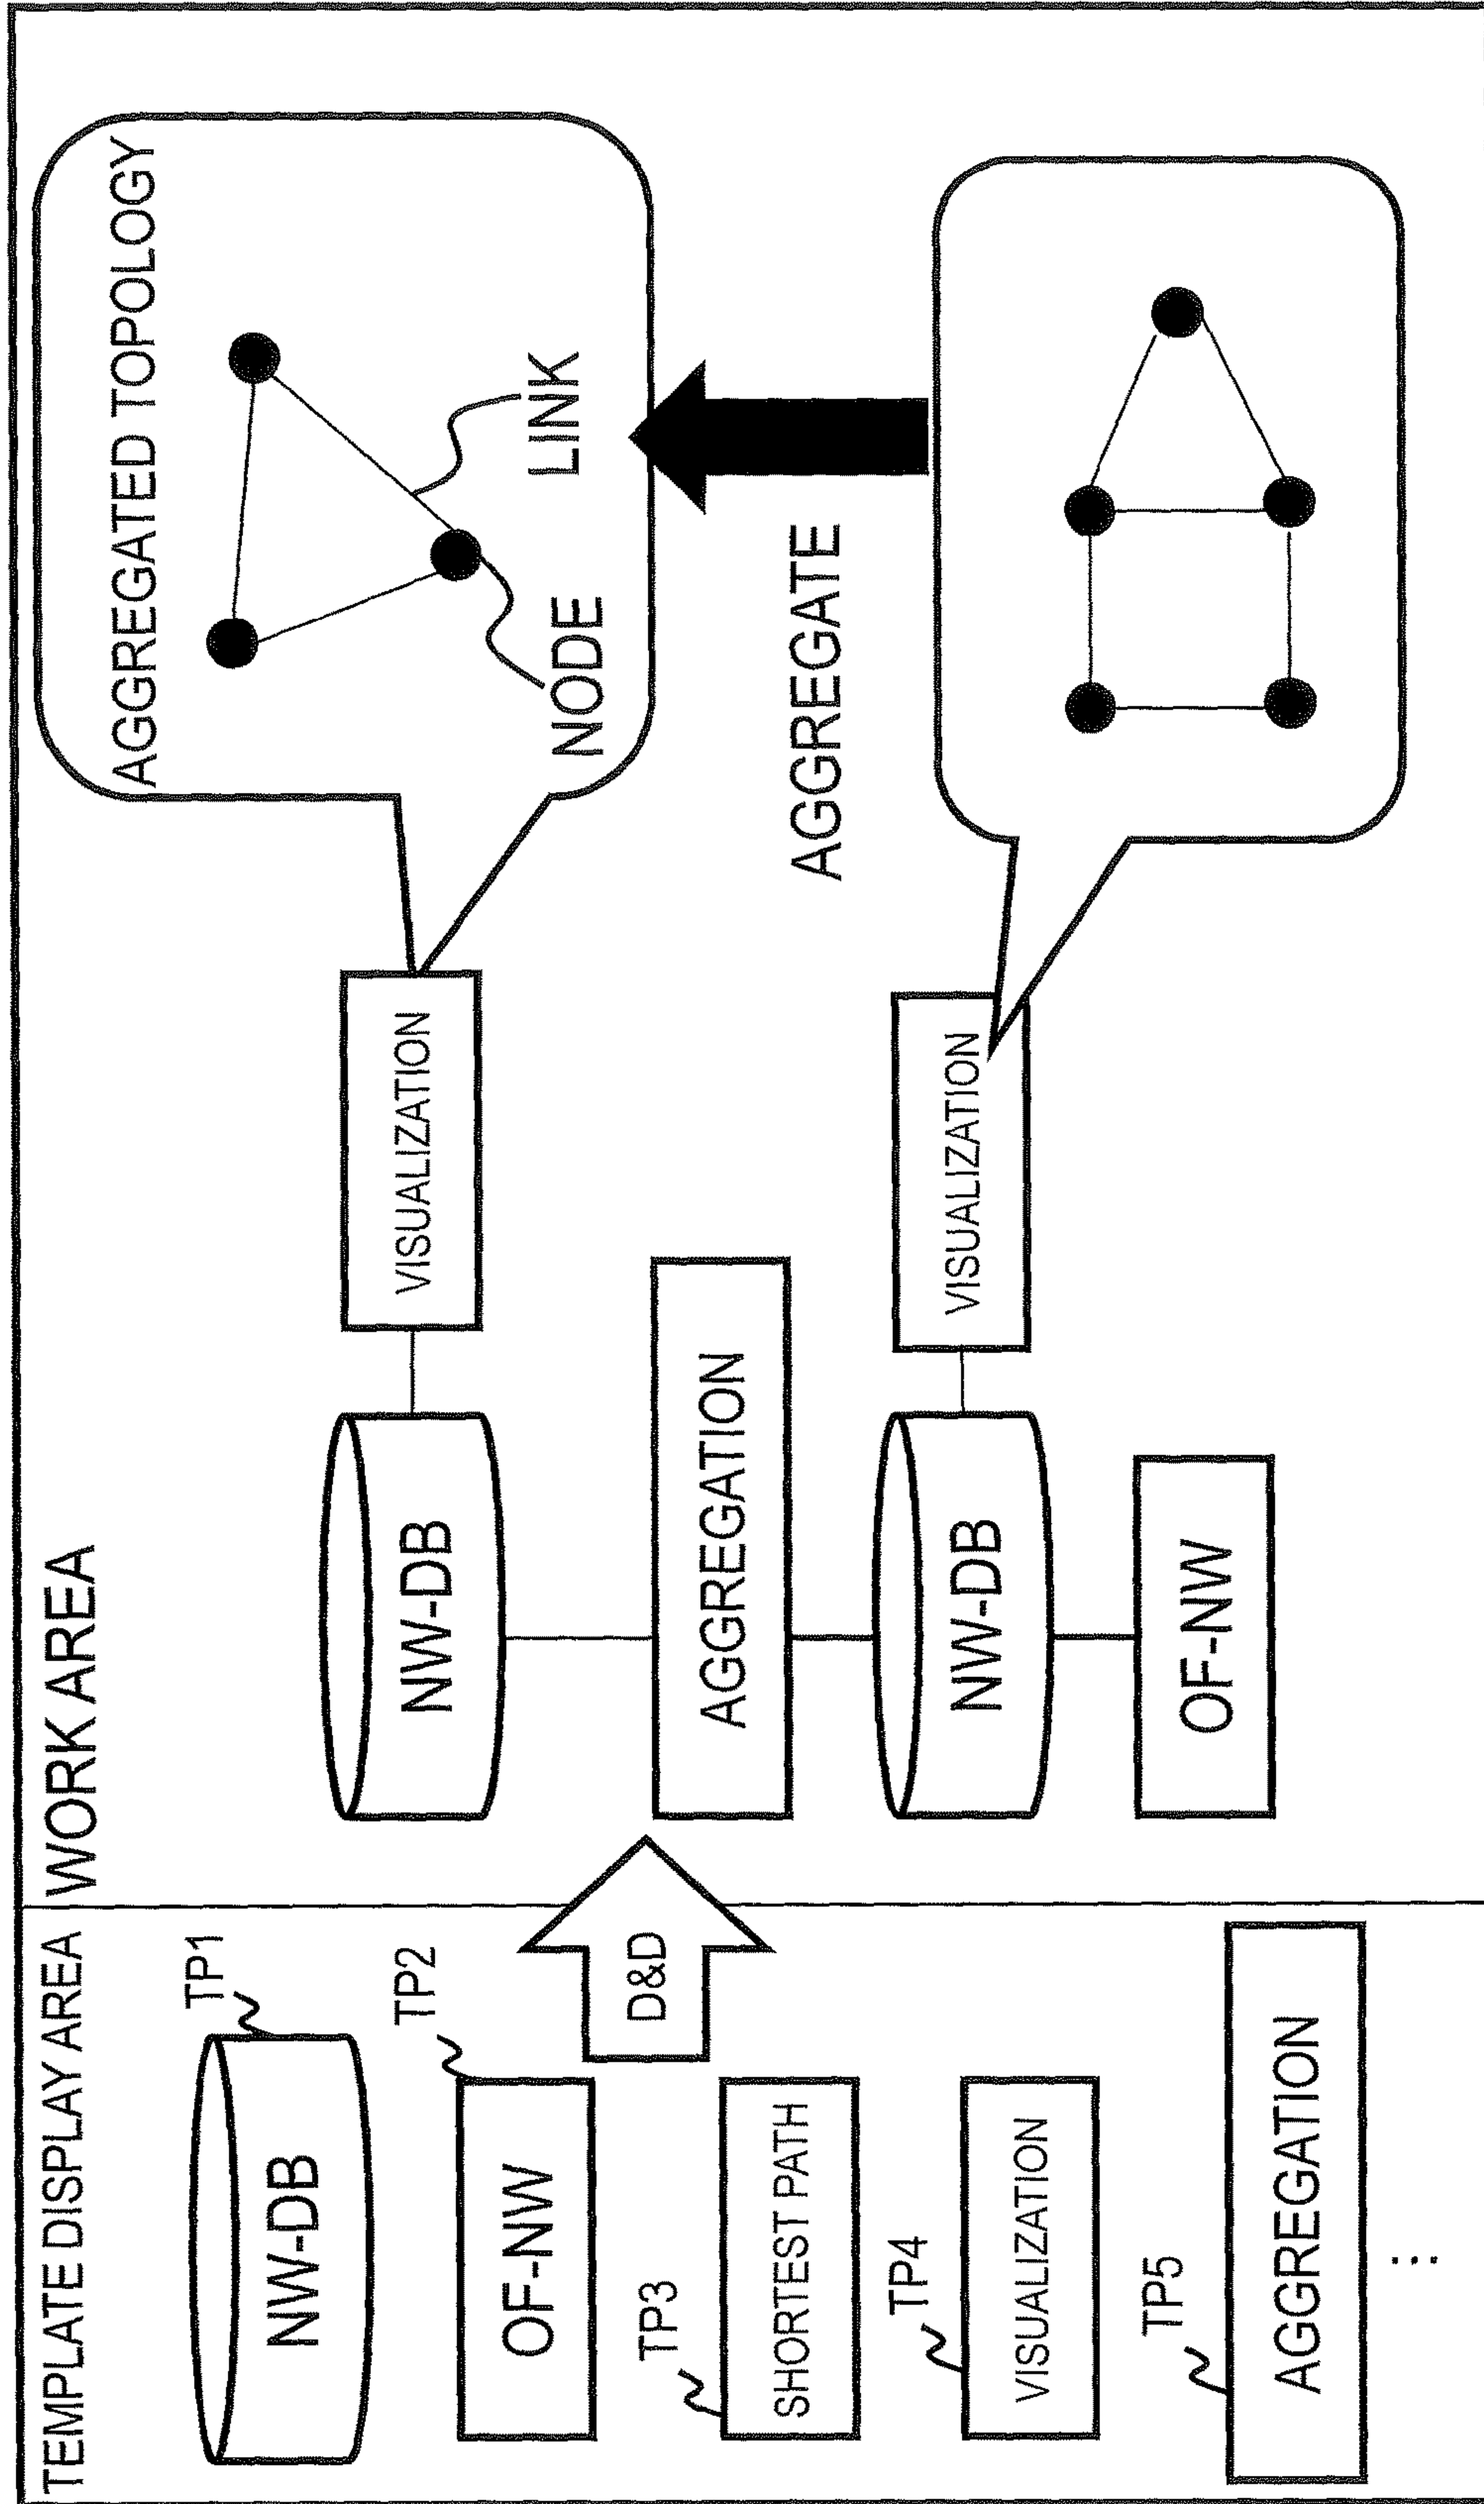 TEMPLATE DISPLAY AREA
TP1
NW-DB
TP2
OF-NW
TP3
SHORTEST PATH
TP4
VISUALIZATION
TP5
AGGREGATION
⋮
D&D
WORK AREA
NW-DB
VISUALIZATION
AGGREGATION
NW-DB
VISUALIZATION
OF-NW
AGGREGATED TOPOLOGY
LINK
NODE
AGGREGATE